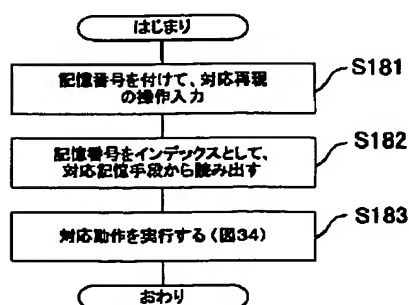 はじまり
記憶番号を付けて、対応再現
の操作入力
S181
記憶番号をインデックスとして、
対応記憶手段から読み出す
S182
対応動作を実行する(図34)
S183
おわり